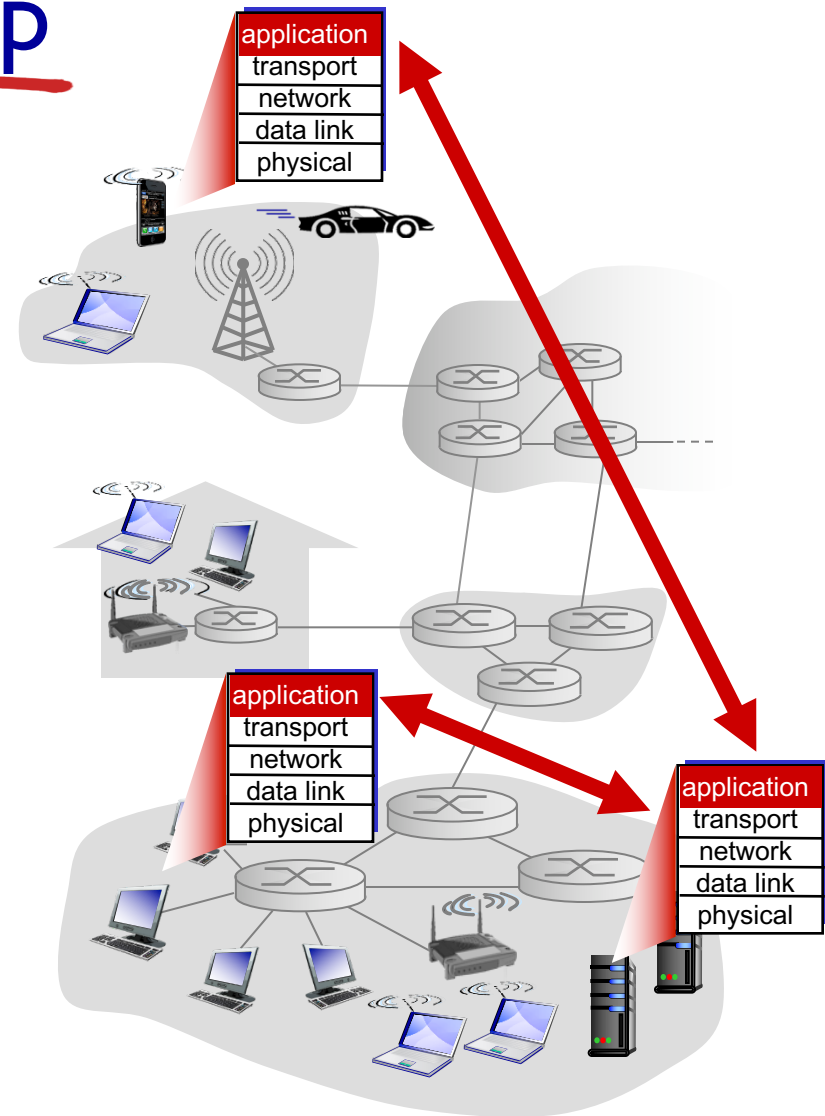 p
application
transport
network
data link
physical
application
transport
network
data link
physical
application
transport
network
data link
physical